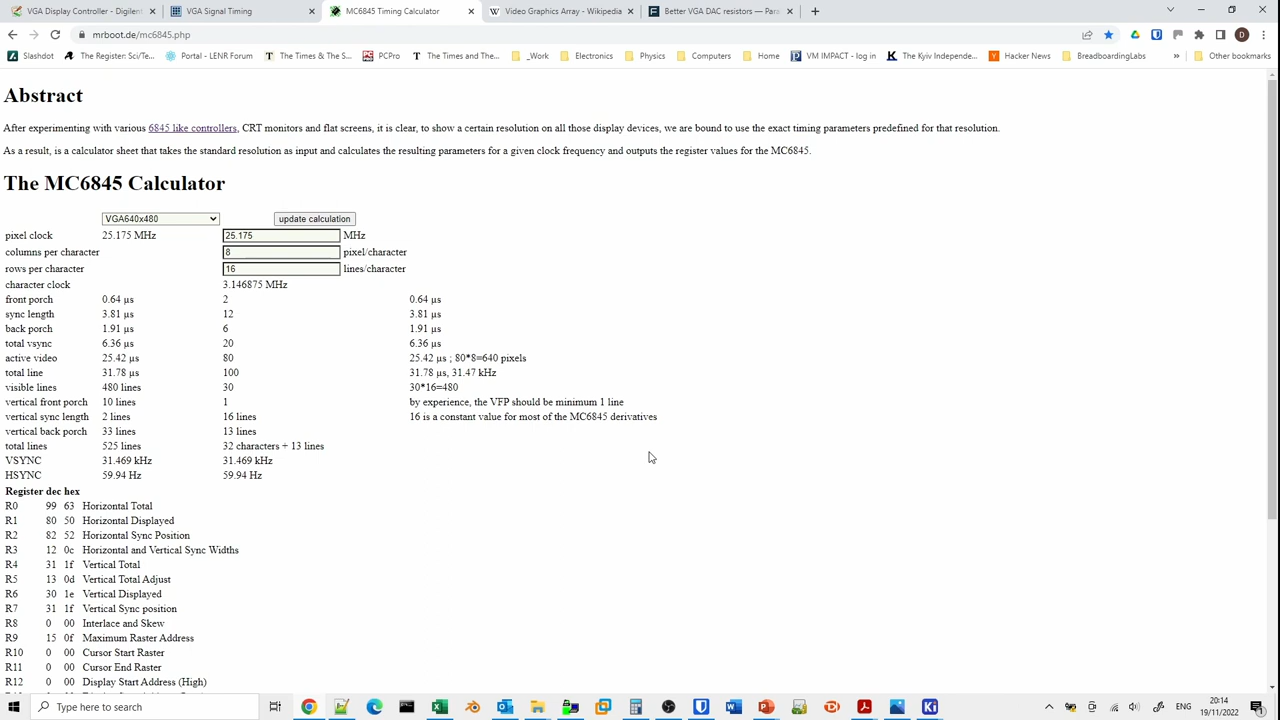 VGA Display Controller - Digilent
VGA Signal Timing
MC6845 Timing Calculator
Video Graphics Array - Wikipedia
Better VGA DAC resistors — Para
mrboot.de/mc6845.php
Slashdot
The Register: Sci/Te...
Portal - LENR Forum
The Times & The S...
PCPro
The Times and The...
_Work
Electronics
Physics
Computers
Home
VM IMPACT - log in
The Kyiv Independe...
Hacker News
BreadboardingLabs
»
Other bookmarks
Abstract
After experimenting with various 6845 like controllers, CRT monitors and flat screens, it is clear, to show a certain resolution on all those display devices, we are bound to use the exact timing parameters predefined for that resolution.
As a result, is a calculator sheet that takes the standard resolution as input and calculates the resulting parameters for a given clock frequency and outputs the register values for the MC6845.
The MC6845 Calculator
VGA640x480 update calculation
pixel clock 25.175 MHz 25.175 MHz
columns per character 8 pixel/character
rows per character 16 lines/character
character clock 3.146875 MHz
front porch 0.64 µs 2 0.64 µs
sync length 3.81 µs 12 3.81 µs
back porch 1.91 µs 6 1.91 µs
total vsync 6.36 µs 20 6.36 µs
active video 25.42 µs 80 25.42 µs ; 80*8=640 pixels
total line 31.78 µs 100 31.78 µs, 31.47 kHz
visible lines 480 lines 30 30*16=480
vertical front porch 10 lines 1 by experience, the VFP should be minimum 1 line
vertical sync length 2 lines 16 lines 16 is a constant value for most of the MC6845 derivatives
vertical back porch 33 lines 13 lines
total lines 525 lines 32 characters + 13 lines
VSYNC 31.469 kHz 31.469 kHz
HSYNC 59.94 Hz 59.94 Hz
Register dec hex
R0 99 63 Horizontal Total
R1 80 50 Horizontal Displayed
R2 82 52 Horizontal Sync Position
R3 12 0c Horizontal and Vertical Sync Widths
R4 31 1f Vertical Total
R5 13 0d Vertical Total Adjust
R6 30 1e Vertical Displayed
R7 31 1f Vertical Sync position
R8 0 00 Interlace and Skew
R9 15 0f Maximum Raster Address
R10 0 00 Cursor Start Raster
R11 0 00 Cursor End Raster
R12 0 00 Display Start Address (High)
Type here to search
ENG
20:14
19/11/2022